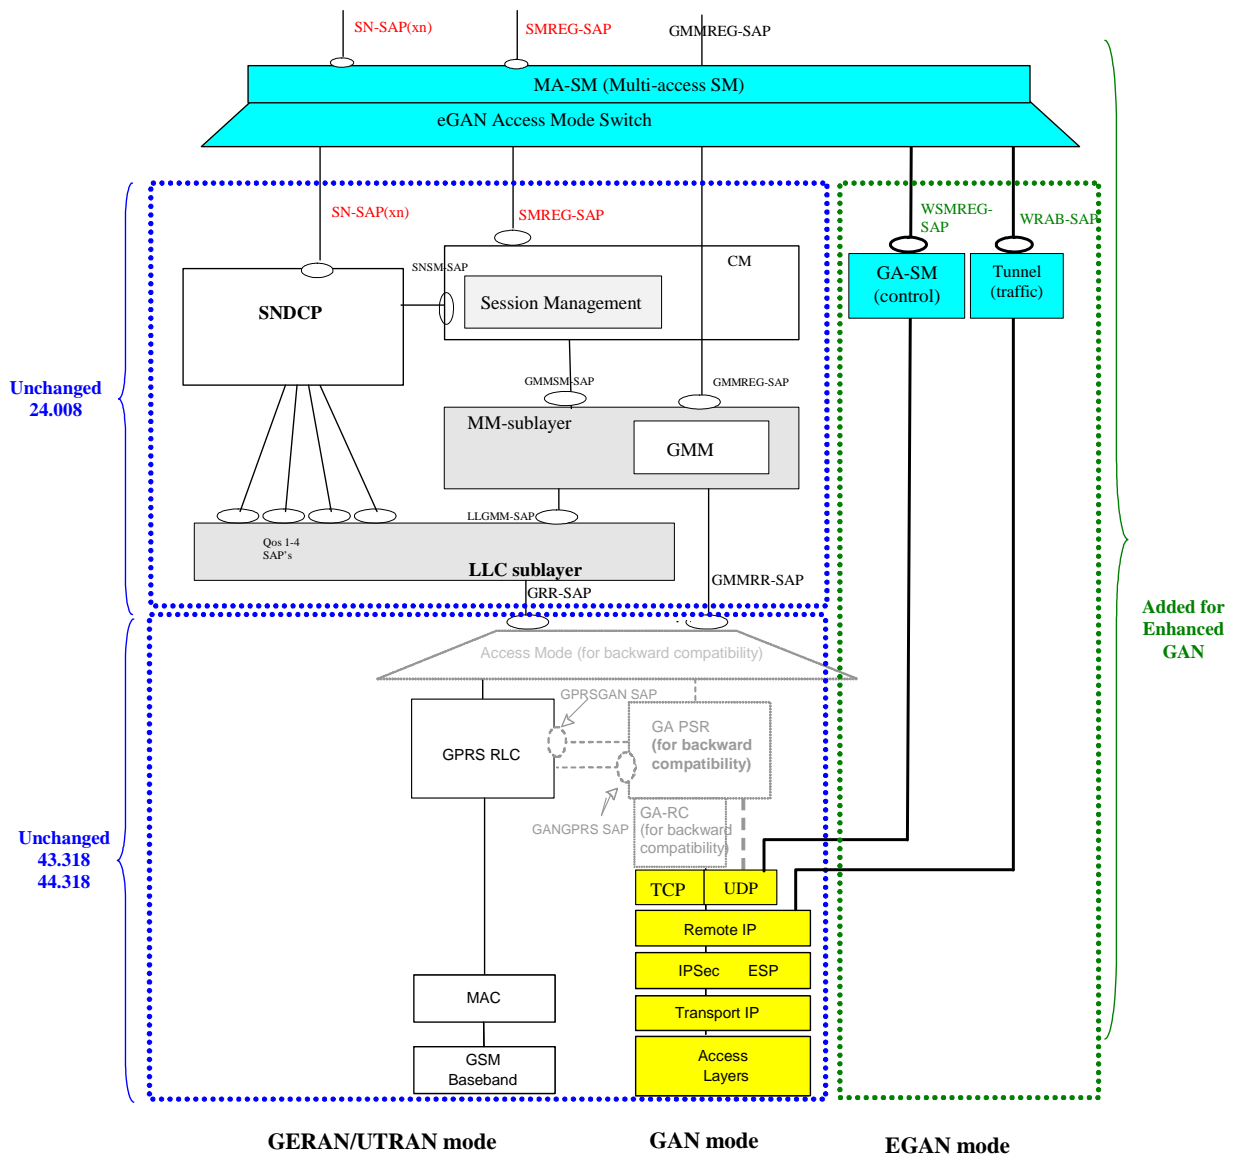 SN-SAP(xn)
SMREG-SAP
GMMREG-SAP
MA-SM (Multi-access SM)
eGAN Access Mode Switch
SN-SAP(xn)
SMREG-SAP
WSMREG-
SAP
WRAB-SAP
SNSM-SAP
CM
SNDCP
Session Management
GA-SM
(control)
Tunnel
(traffic)
Unchanged
24.008
GMMSM-SAP
GMMREG-SAP
MM-sublayer
GMM
LLGMM-SAP
Qos 1-4
SAP's
LLC sublayer
GRR-SAP
GMMRR-SAP
Added for
Enhanced
GAN
Access Mode (for backward compatibility)
GPRSGAN SAP
GPRS RLC
GA PSR
(for backward
compatibility)
GANGPRS SAP
GA-RC
(for backward
compatibility)
Unchanged
43.318
44.318
TCP
UDP
Remote IP
IPSec ESP
MAC
Transport IP
GSM
Baseband
Access
Layers
GERAN/UTRAN mode
GAN mode
EGAN mode